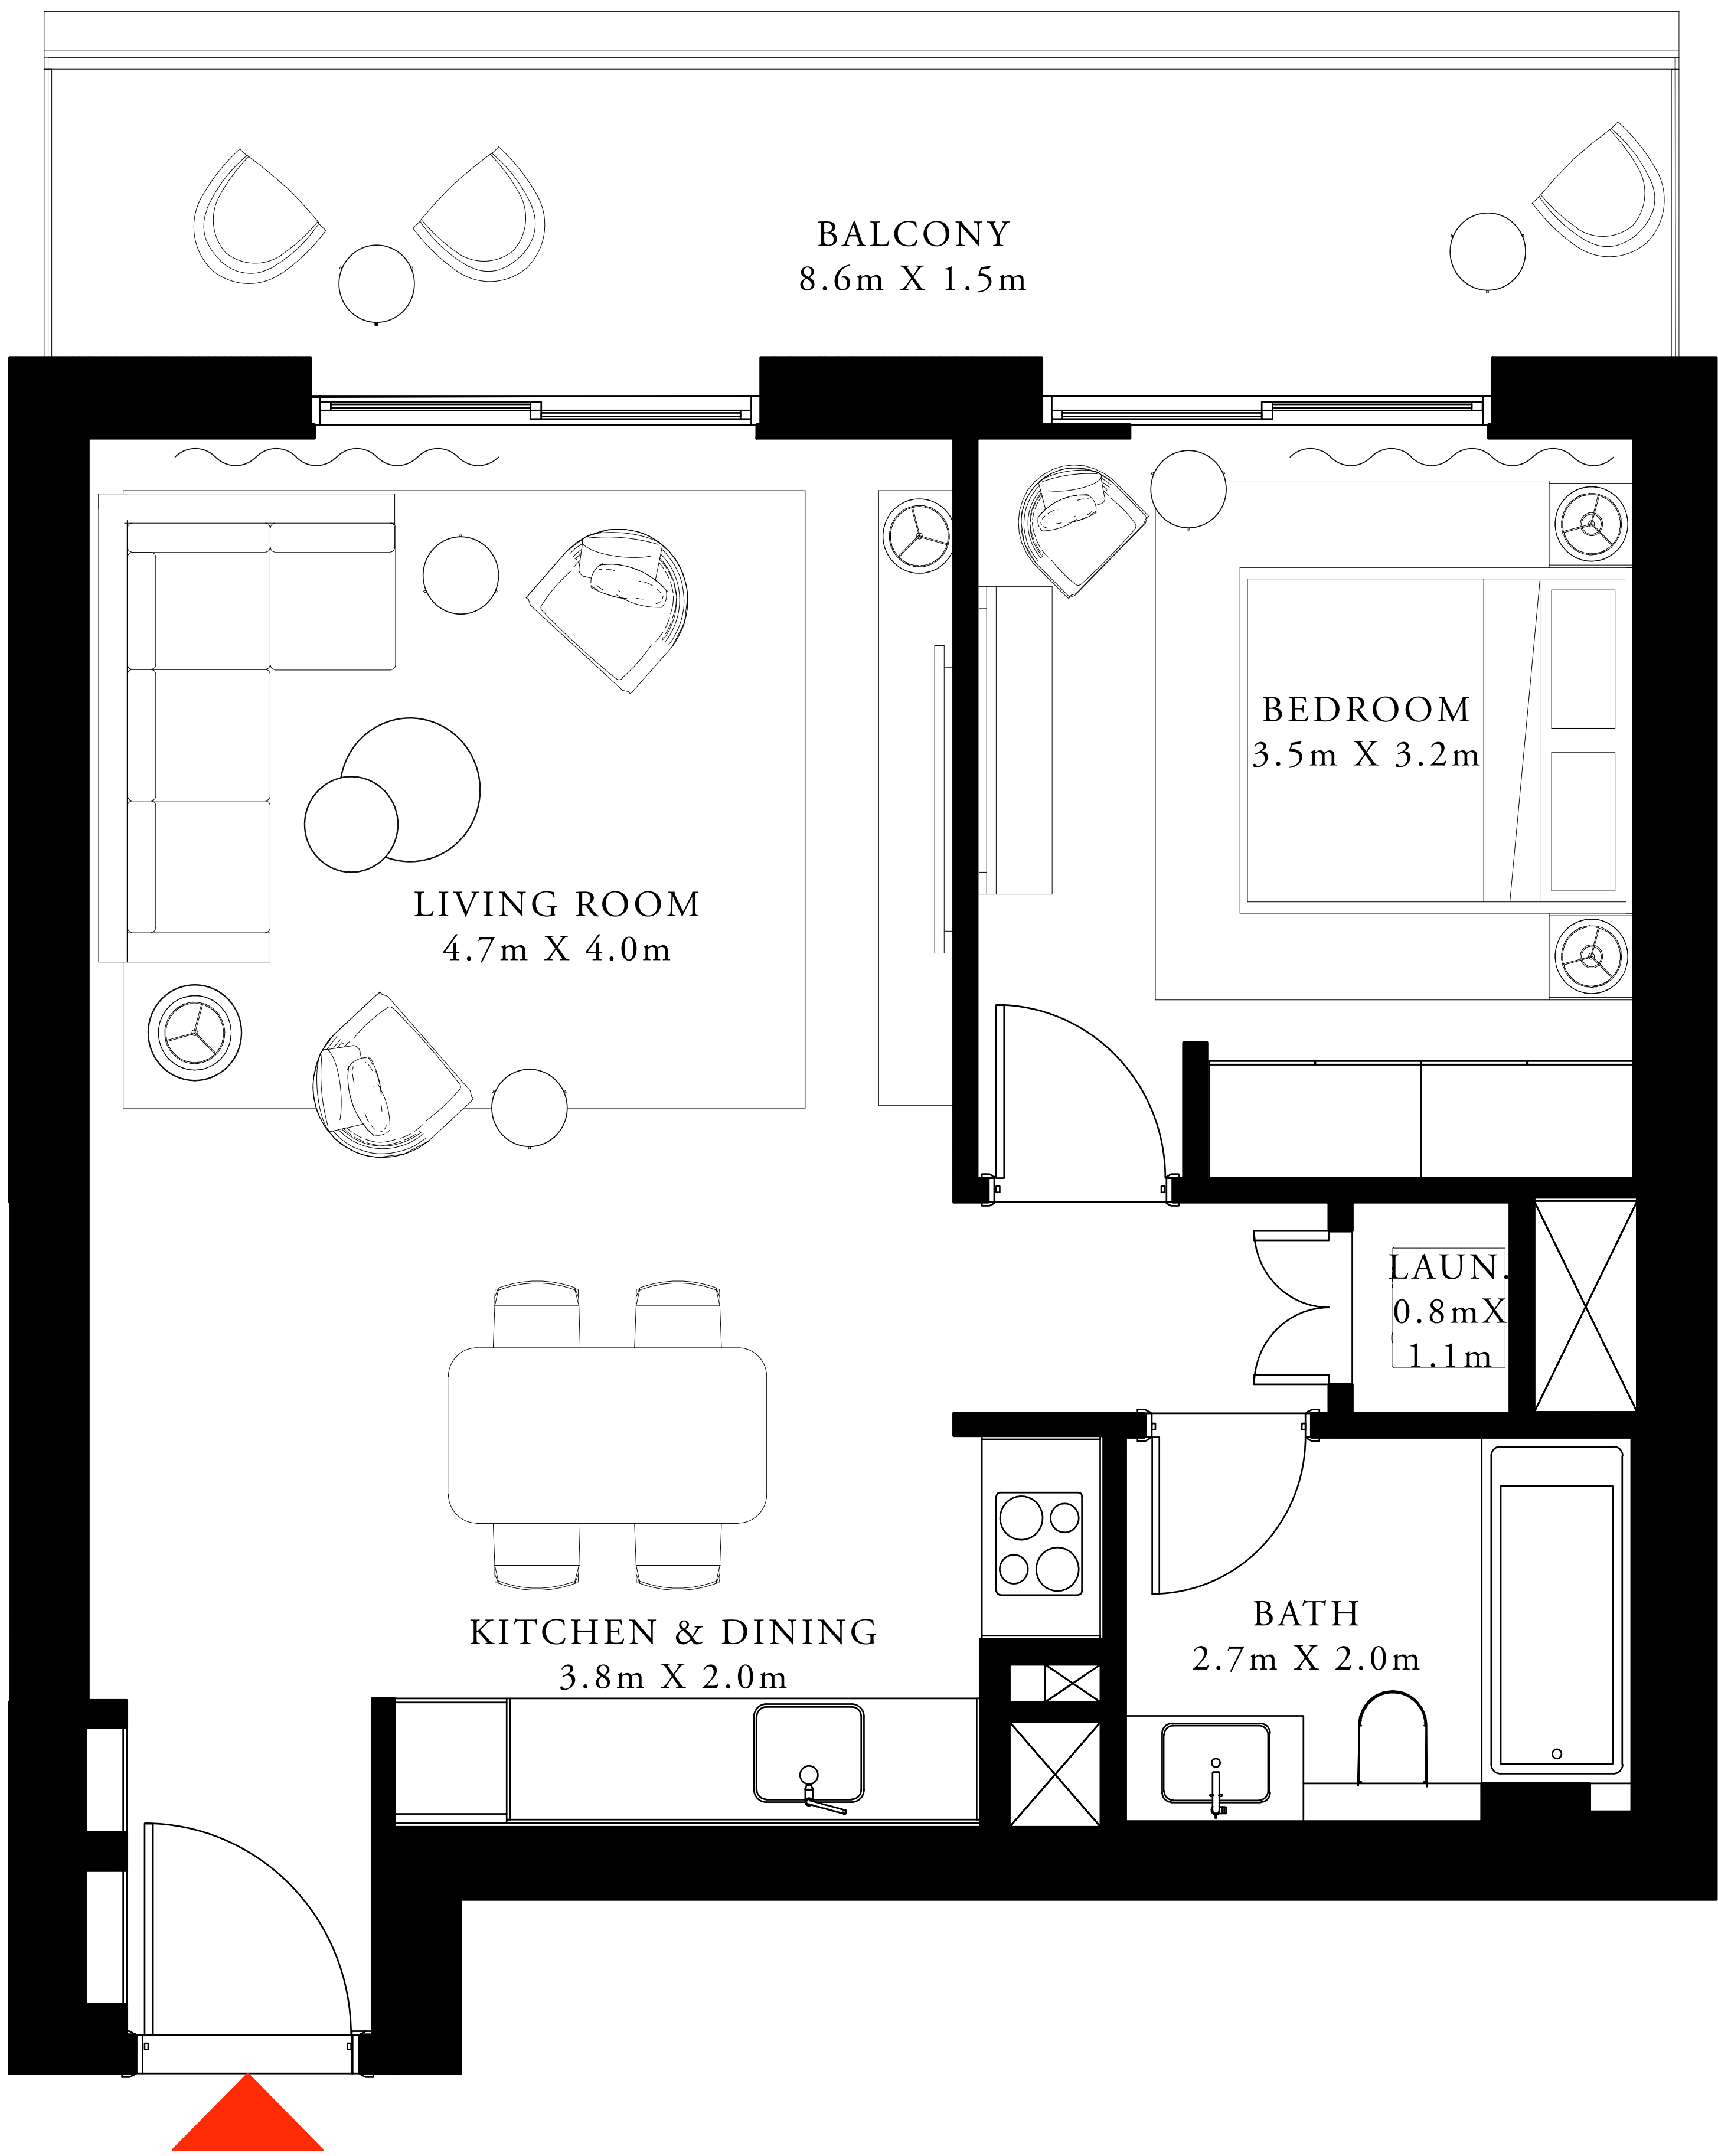 BALCONY
8.6m X 1.5m
BEDROOM
3.5m X 3.2m
LIVING ROOM
4.7m X 4.0m
LAUN.
0.8mX
1.1m
BATH
2.7m X 2.0m
KITCHEN & DINING
3.8m X 2.0m